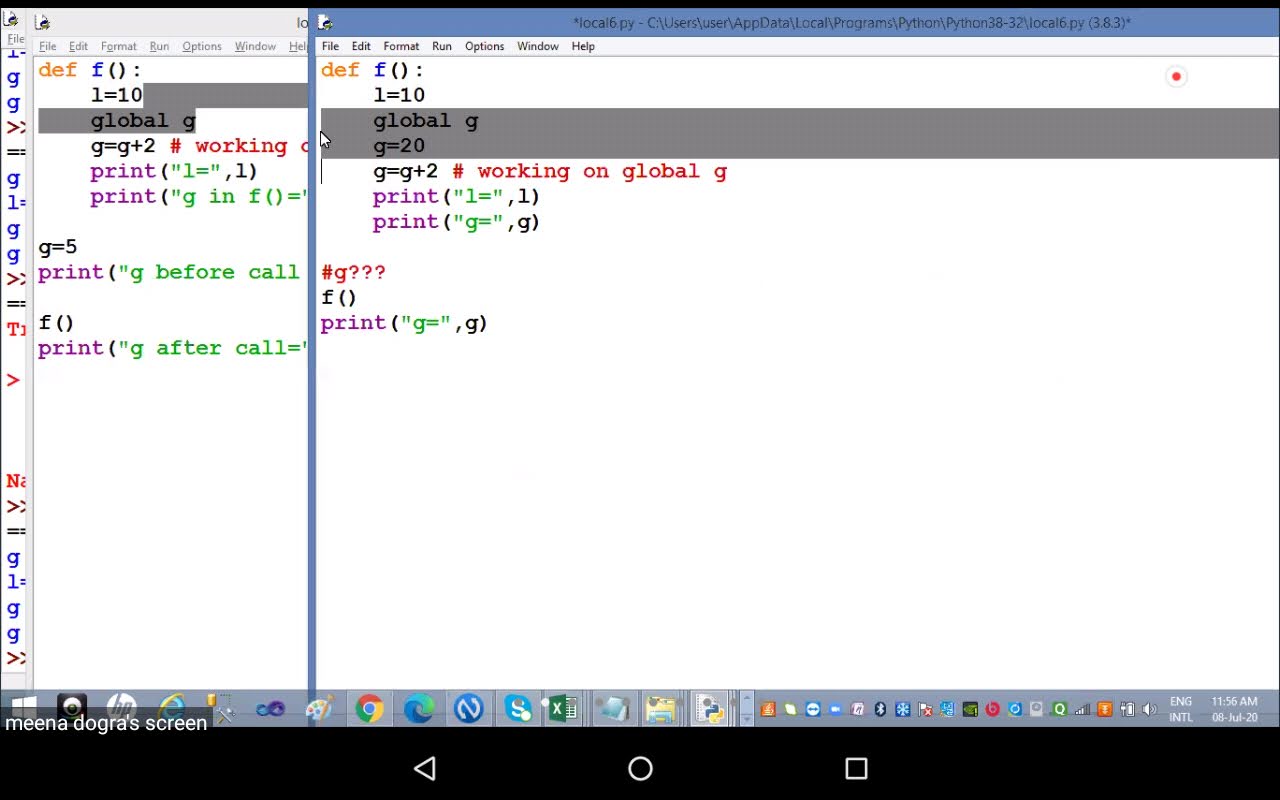 lo
*local6.py - C:\Users\user\AppData\Local\Programs\Python\Python38-32\local6.py (3.8.3)*
File
File Edit Format Run Options Window Hel
File Edit Format Run Options Window Help
g
g
>>
==
g
l=
g
g
>>
==
Tr
>
Na
>>
==
g
l=
g
g
>>
def f():
l=10
global g
g=g+2 # working o
print("l=",l)
print("g in f()="
g=5
print("g before call
f()
print("g after call="
def f():
l=10
global g
g=20
g=g+2 # working on global g
print("l=",l)
print("g=",g)
#g???
f()
print("g=",g)
ENG 11:56 AM
INTL 08-Jul-20
meena dogra's screen